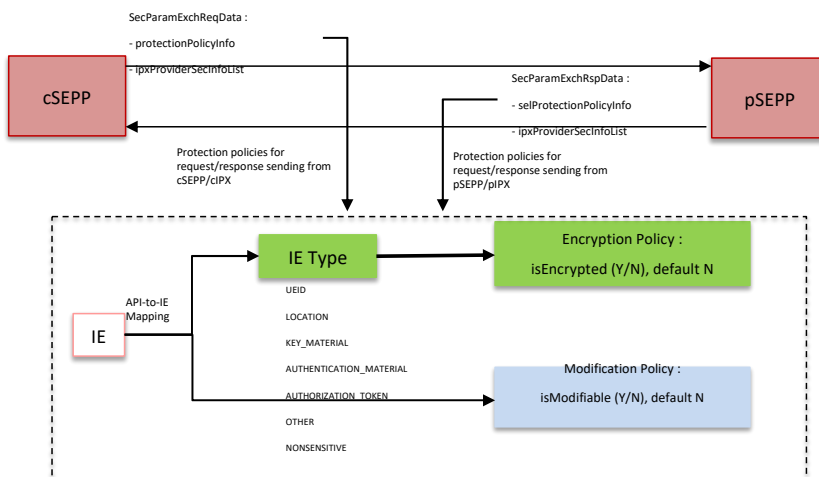 SecParamExchReqData :
- protectionPolicyInfo
- ipxProviderSecInfoList
cSEPP
SecParamExchRspData :
- selProtectionPolicyInfo
- ipxProviderSecInfoList
pSEPP
Protection policies for
request/response sending from
cSEPP/cIPX
Protection policies for
request/response sending from
pSEPP/pIPX
IE Type
Encryption Policy :
isEncrypted (Y/N), default N
API-to-IE
Mapping
IE
UEID
LOCATION
KEY_MATERIAL
AUTHENTICATION_MATERIAL
AUTHORIZATION_TOKEN
OTHER
NONSENSITIVE
Modification Policy :
isModifiable (Y/N), default N